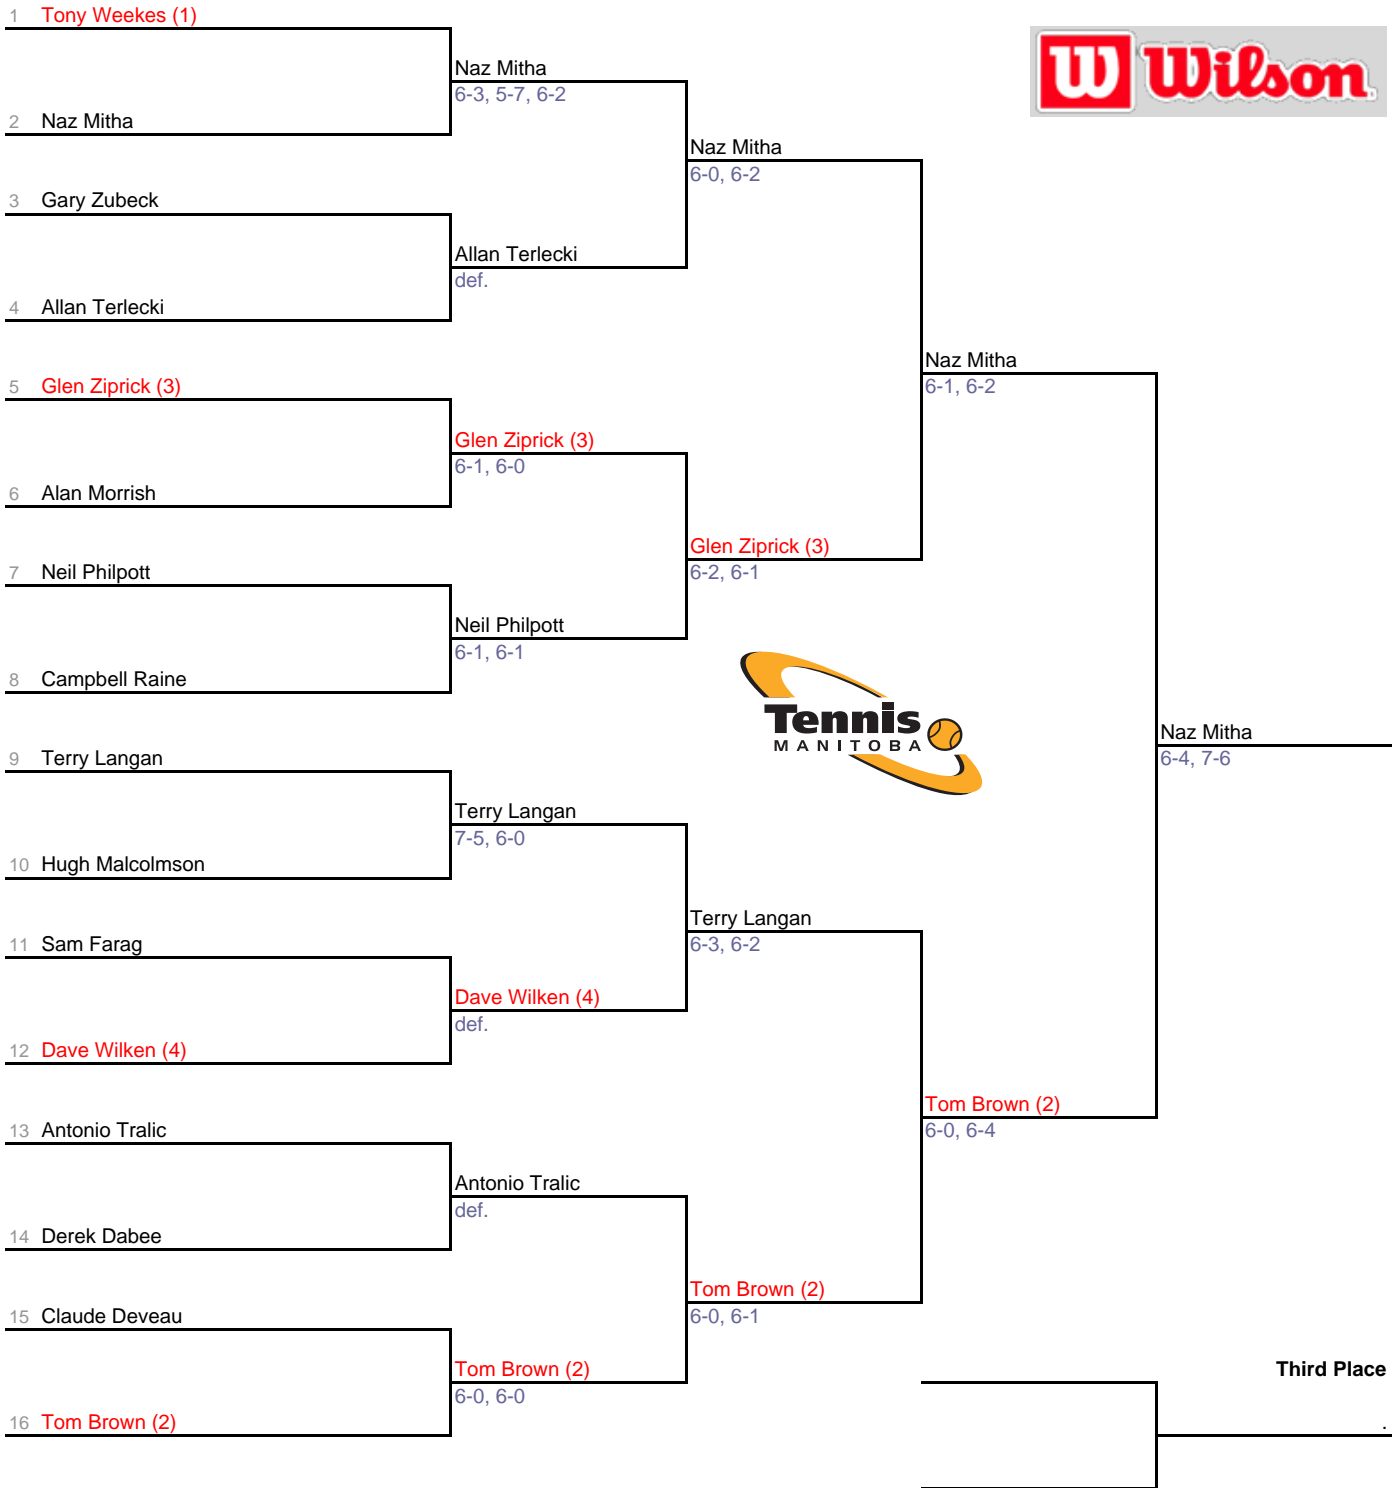 1 Tony Weekes (1)
W Wilson
Naz Mitha
6-3, 5-7, 6-2
2 Naz Mitha
Naz Mitha
6-0, 6-2
3 Gary Zubeck
Allan Terlecki
def.
4 Allan Terlecki
Naz Mitha
6-1, 6-2
5 Glen Ziprick (3)
Glen Ziprick (3)
6-1, 6-0
6 Alan Morrish
Glen Ziprick (3)
6-2, 6-1
7 Neil Philpott
Neil Philpott
6-1, 6-1
8 Campbell Raine
Tennis
MANITOBA
Naz Mitha
6-4, 7-6
9 Terry Langan
Terry Langan
7-5, 6-0
10 Hugh Malcolmson
Terry Langan
6-3, 6-2
11 Sam Farag
Dave Wilken (4)
def.
12 Dave Wilken (4)
Tom Brown (2)
6-0, 6-4
13 Antonio Tralic
Antonio Tralic
def.
14 Derek Dabee
Tom Brown (2)
6-0, 6-1
15 Claude Deveau
Tom Brown (2)
6-0, 6-0
Third Place
16 Tom Brown (2)
.